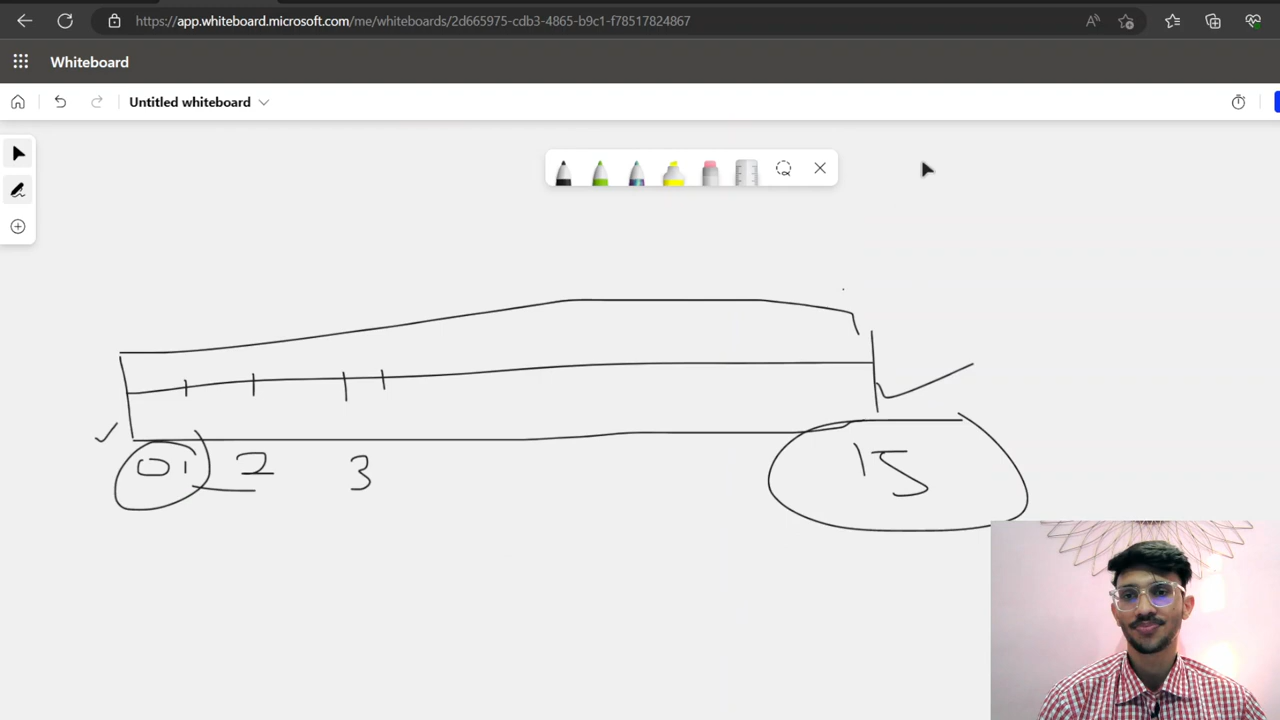 https://app.whiteboard.microsoft.com/me/whiteboards/2d665975-cdb3-4865-b9c1-f78517824867
Whiteboard
Untitled whiteboard
01 2 3 15